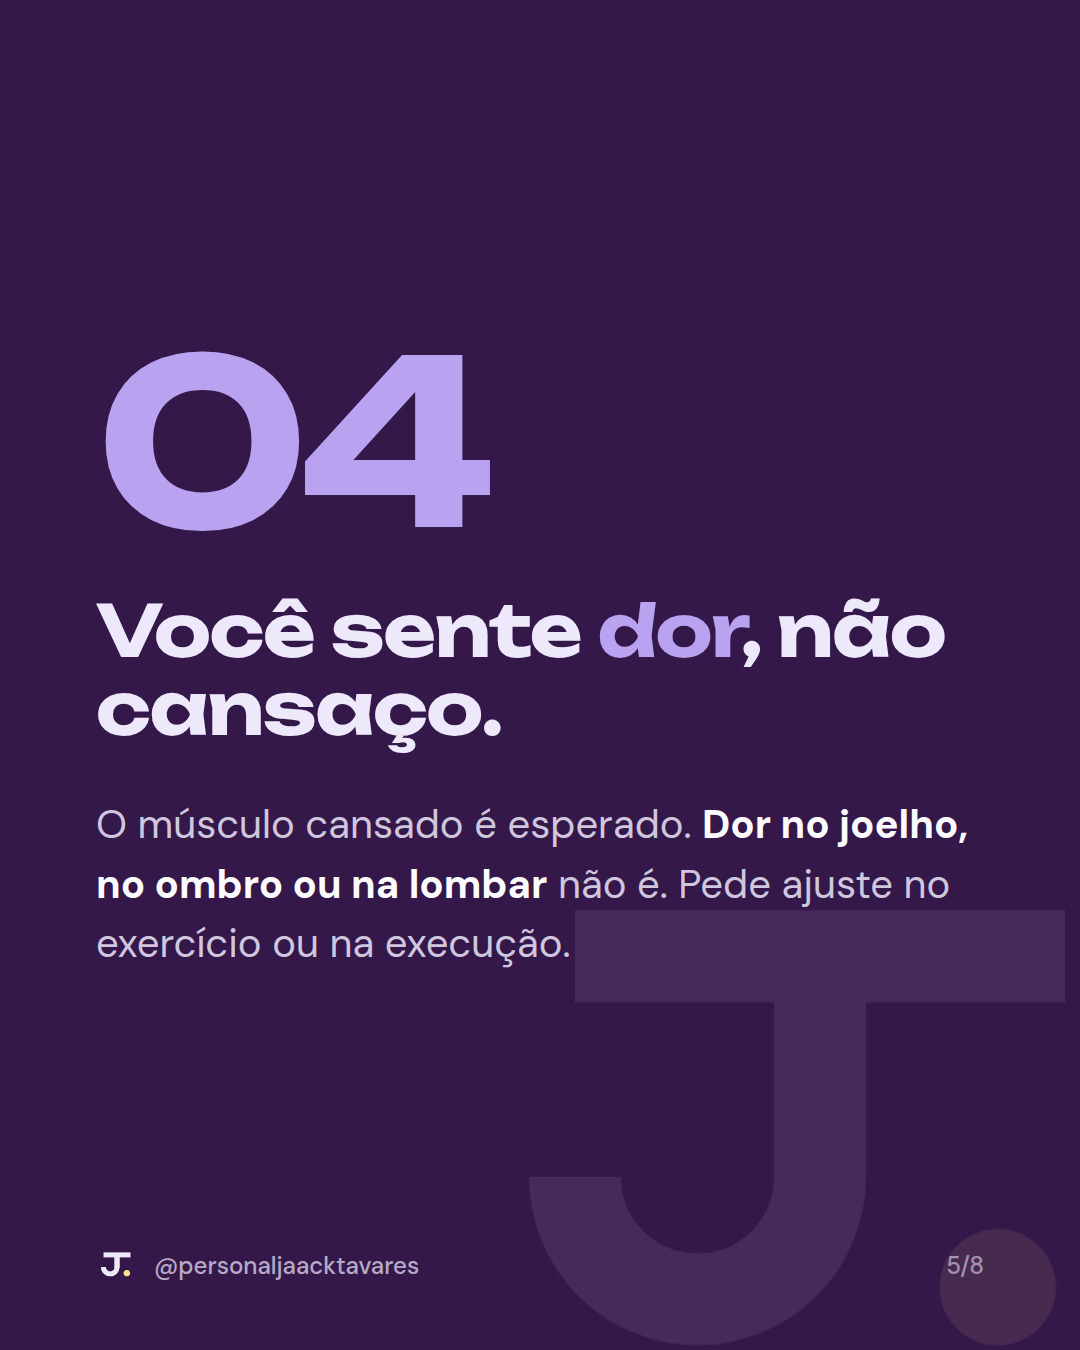 04
Você sente dor, não
cansaço.
O músculo cansado é esperado. Dor no joelho,
no ombro ou na lombar não é. Pede ajuste no
exercício ou na execução.
J.
@personaljaacktavares
5/8